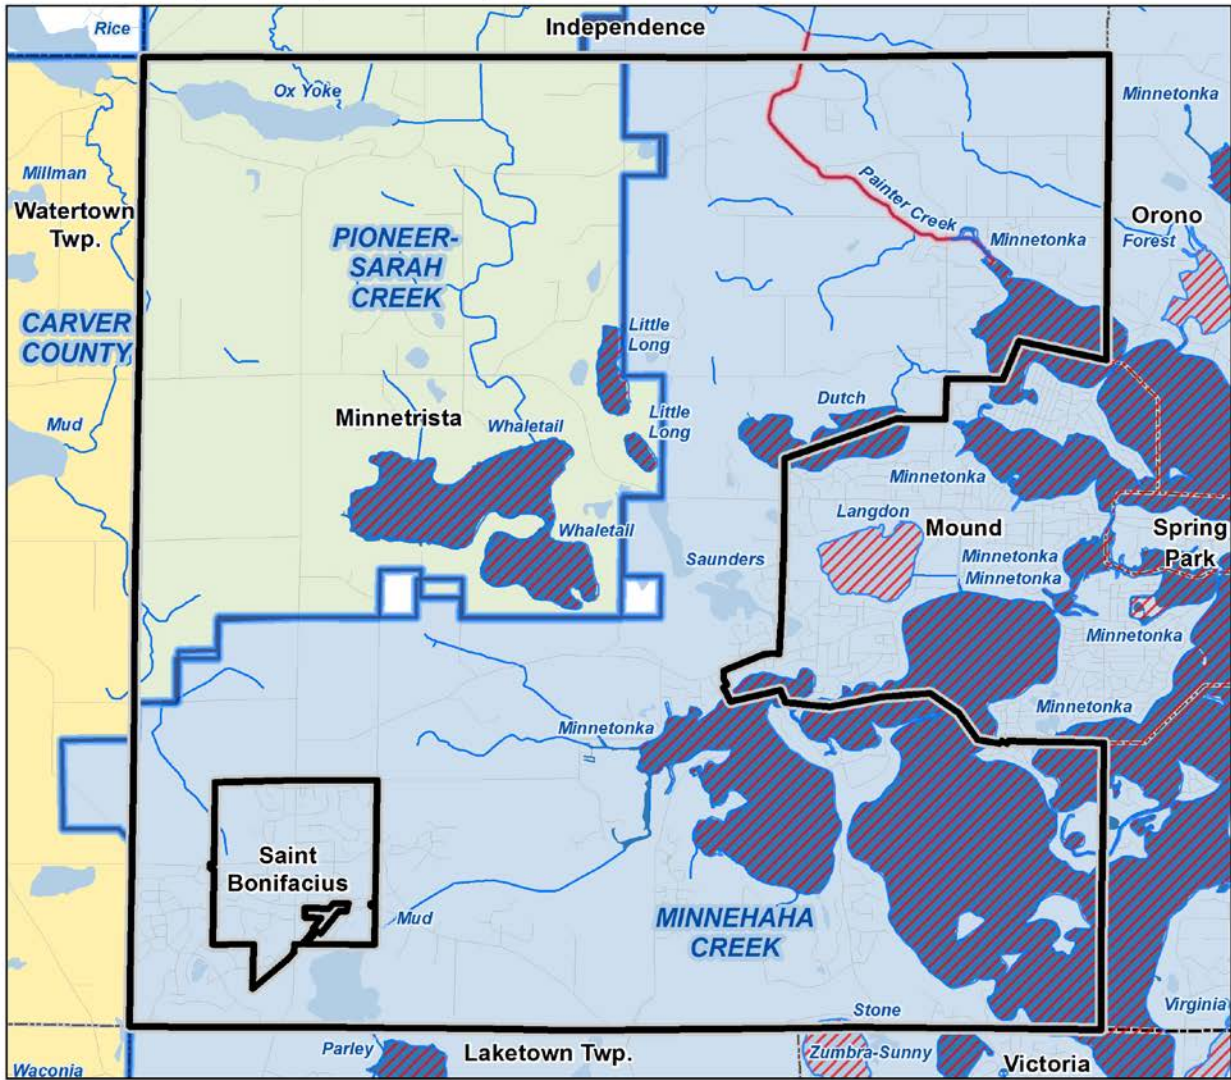 Rice
Independence
Ox Yoke
Minnetonka
Millman
Watertown
Twp.
Painter Creek
Orono
Forest
Minnetonka
PIONEER-
SARAH
CREEK
CARVER
COUNTY
Little
Long
Mud
Minnetrista
Whaletail
Little
Long
Dutch
Minnetonka
Langdon
Mound
Spring
Park
Whaletail
Saunders
Minnetonka
Minnetonka
Minnetonka
Minnetonka
Minnetonka
Saint
Bonifacius
Mud
MINNEHAHA
CREEK
Stone
Virginia
Parley
Laketown Twp.
Zumbra-Sunny
Victoria
Waconia